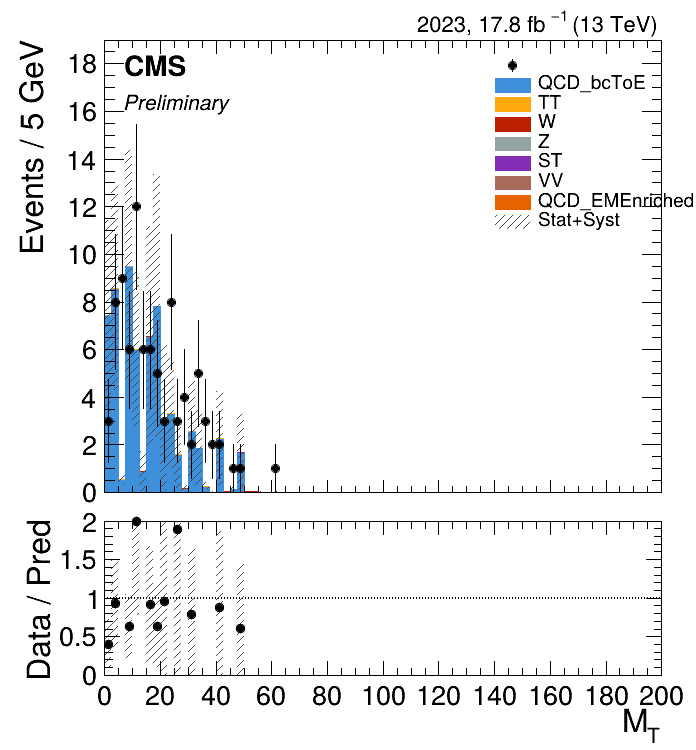 2023, 17.8 fb⁻¹ (13 TeV)
CMS
Preliminary
Events / 5 GeV
18
16
14
12
10
8
6
4
2
0
QCD_bcToE
TT
W
Z
ST
VV
QCD_EMEnriched
Stat+Syst
Data / Pred
2
1.5
1
0.5
0
0 20 40 60 80 100 120 140 160 180 200
M_T